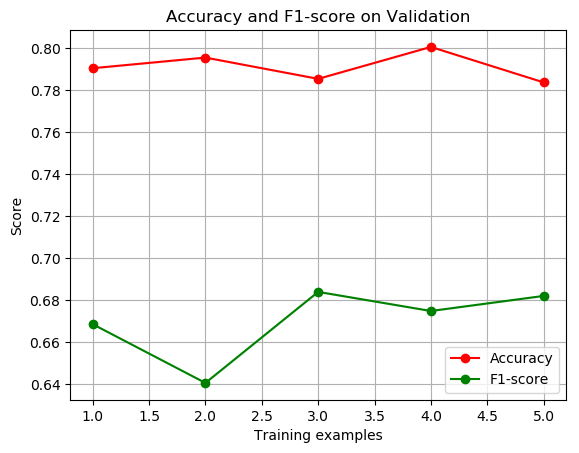 Accuracy and F1-score on Validation
0.80
0.78
0.76
0.74
0.72
0.70
0.68
0.66
0.64
Score
Accuracy
F1-score
1.0 1.5 2.0 2.5 3.0 3.5 4.0 4.5 5.0
Training examples